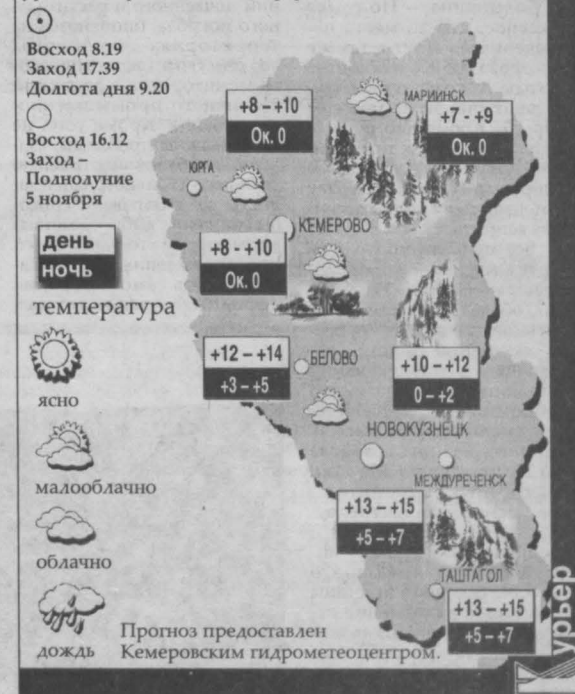 Восход 8.19
Заход 17.39
Долгота дня 9.20
Восход 16.12
Заход –
Полнолуние
5 ноября
день
ночь
температура
ясно
малооблачно
облачно
дождь
+8 – +10
Ок. 0
МАРИИНСК
+7 - +9
Ок. 0
ЮРГА
КЕМЕРОВО
+8 - +10
Ок. 0
+12 – +14
+3 – +5
БЕЛОВО
+10 – +12
0 – +2
НОВОКУЗНЕЦК
МЕЖДУРЕЧЕНСК
+13 – +15
+5 – +7
ТАШТАГОЛ
+13 – +15
+5 – +7
Прогноз предоставлен
Кемеровским гидрометеоцентром.
урьер